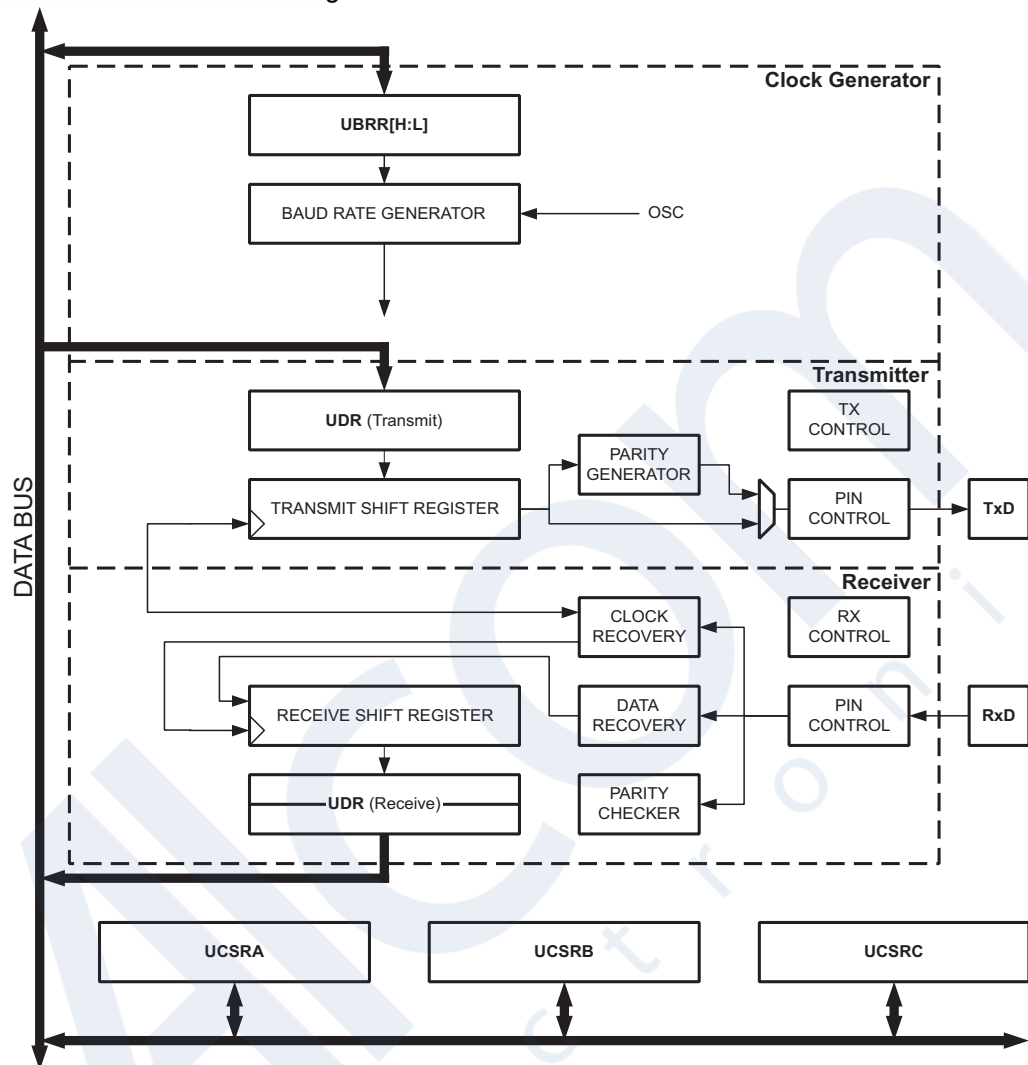 Clock Generator
UBRR[H:L]
BAUD RATE GENERATOR
OSC
Transmitter
UDR (Transmit)
TX
CONTROL
PARITY
GENERATOR
TRANSMIT SHIFT REGISTER
PIN
CONTROL
TxD
DATA BUS
Receiver
CLOCK
RECOVERY
RX
CONTROL
RECEIVE SHIFT REGISTER
DATA
RECOVERY
PIN
CONTROL
RxD
UDR (Receive)
PARITY
CHECKER
UCSRA
UCSRB
UCSRC